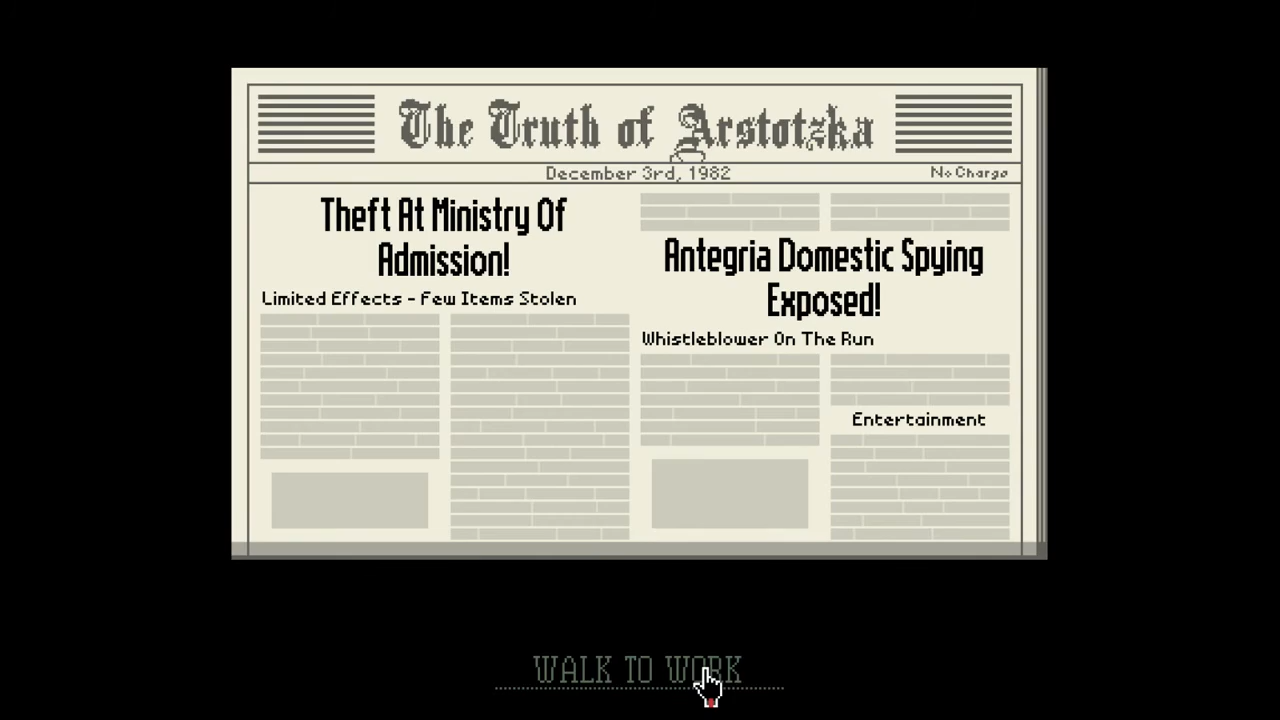 The Truth of Arstotzka
December 3rd, 1982
No Charge
Theft At Ministry Of
Admission!
Limited Effects - Few Items Stolen
Antegria Domestic Spying
Exposed!
Whistleblower On The Run
Entertainment
WALK TO WORK